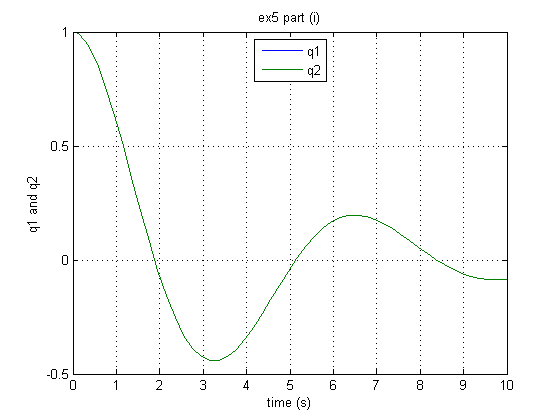 ex5 part (i)
q1
q2
1
0.5
0
-0.5
q1 and q2
0 1 2 3 4 5 6 7 8 9 10
time (s)